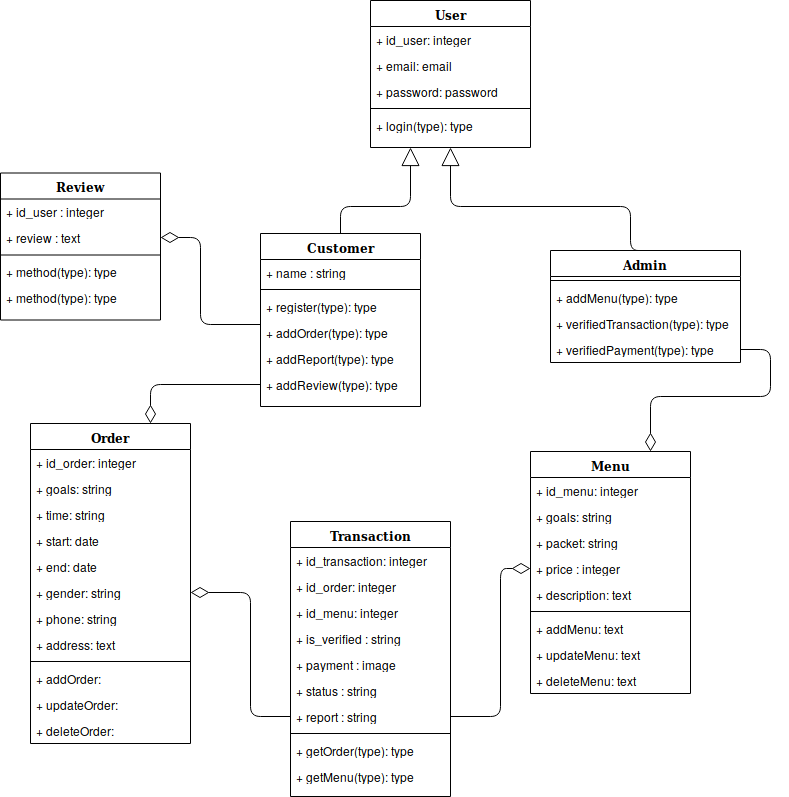 User
+ id_user: integer
+ email: email
+ password: password
+ login(type): type
Review
+ id_user : integer
+ review : text
+ method(type): type
+ method(type): type
Customer
+ name : string
+ register(type): type
+ addOrder(type): type
+ addReport(type): type
+ addReview(type): type
Admin
+ addMenu(type): type
+ verifiedTransaction(type): type
+ verifiedPayment(type): type
Order
+ id_order: integer
+ goals: string
+ time: string
+ start: date
+ end: date
+ gender: string
+ phone: string
+ address: text
+ addOrder:
+ updateOrder:
+ deleteOrder:
Transaction
+ id_transaction: integer
+ id_order: integer
+ id_menu: integer
+ is_verified : string
+ payment : image
+ status : string
+ report : string
+ getOrder(type): type
+ getMenu(type): type
Menu
+ id_menu: integer
+ goals: string
+ packet: string
+ price : integer
+ description: text
+ addMenu: text
+ updateMenu: text
+ deleteMenu: text